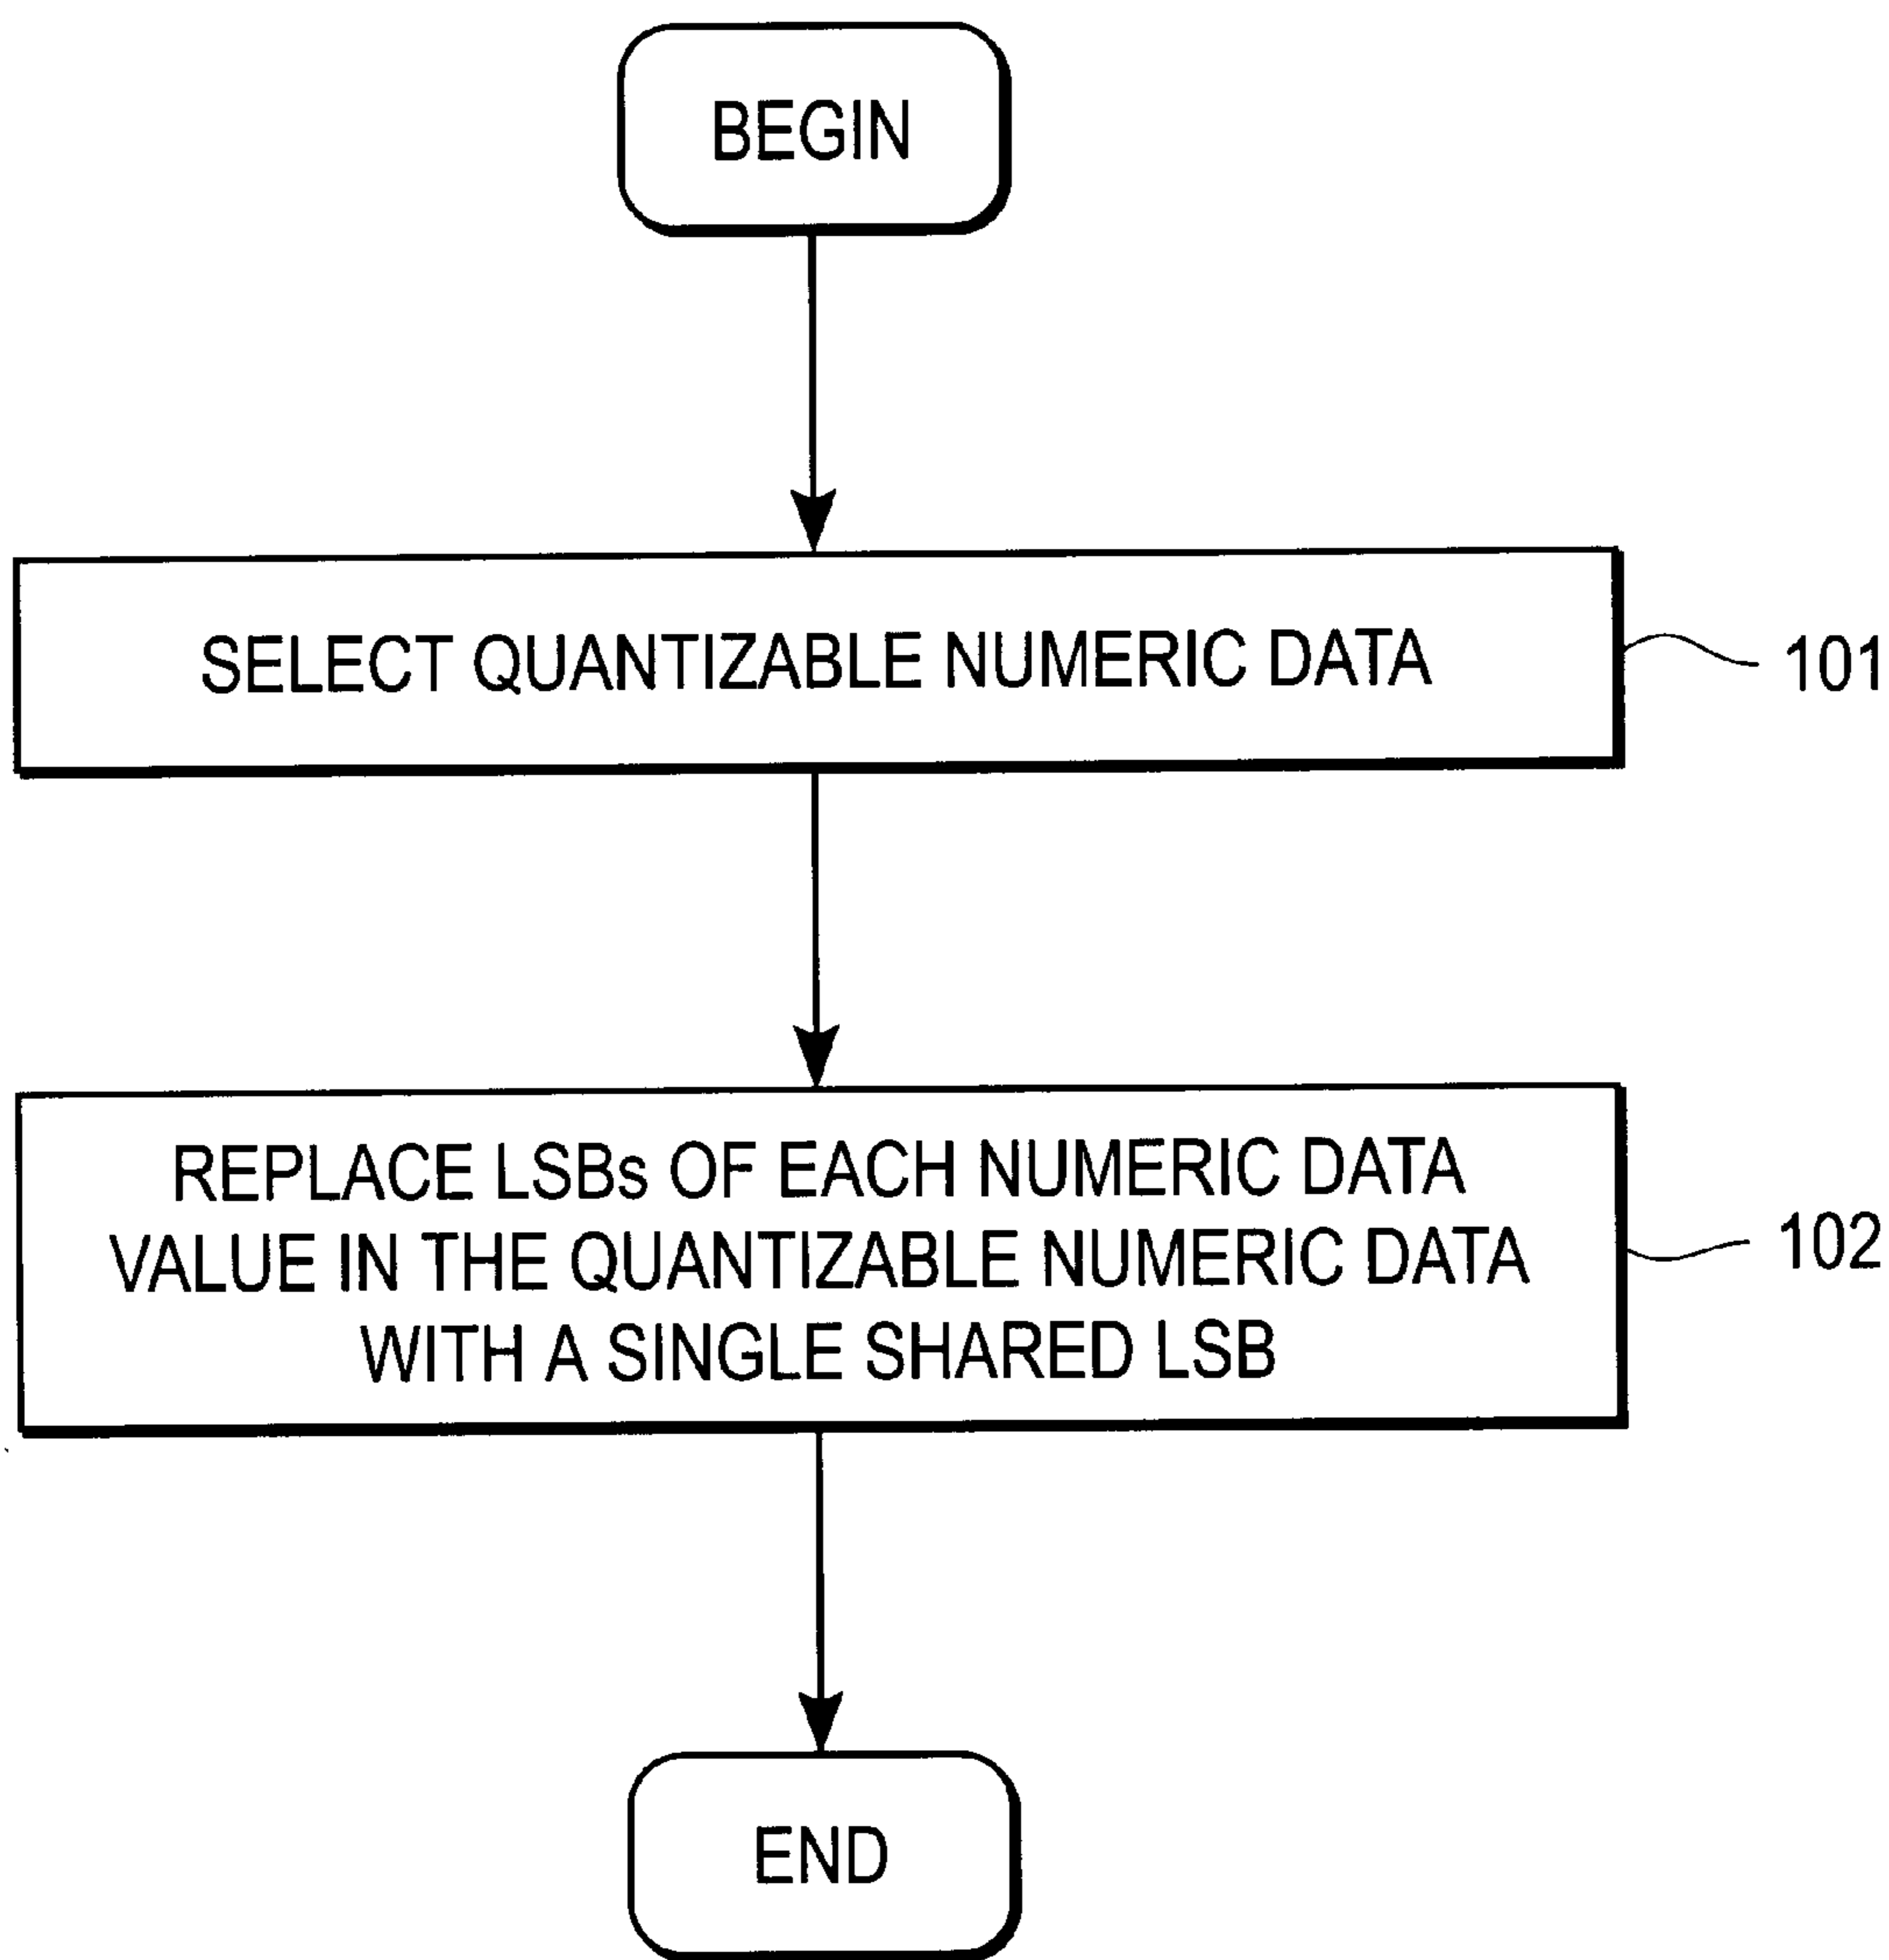 BEGIN
SELECT QUANTIZABLE NUMERIC DATA
101
REPLACE LSBs OF EACH NUMERIC DATA
VALUE IN THE QUANTIZABLE NUMERIC DATA
WITH A SINGLE SHARED LSB
102
END